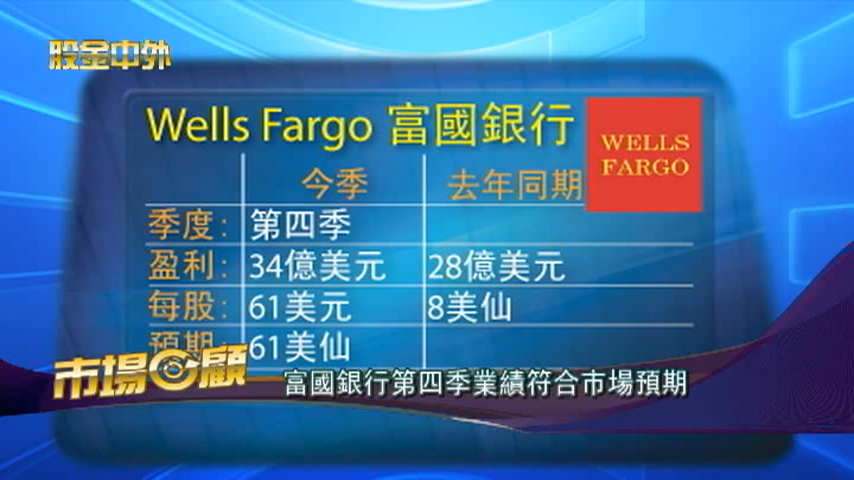 股金中外
Wells Fargo 富國銀行
WELLS
FARGO
今季 去年同期
季度： 第四季
盈利： 34億美元 28億美元
每股： 61美元 8美仙
預期： 61美仙
市場回顧
富國銀行第四季業績符合市場預期